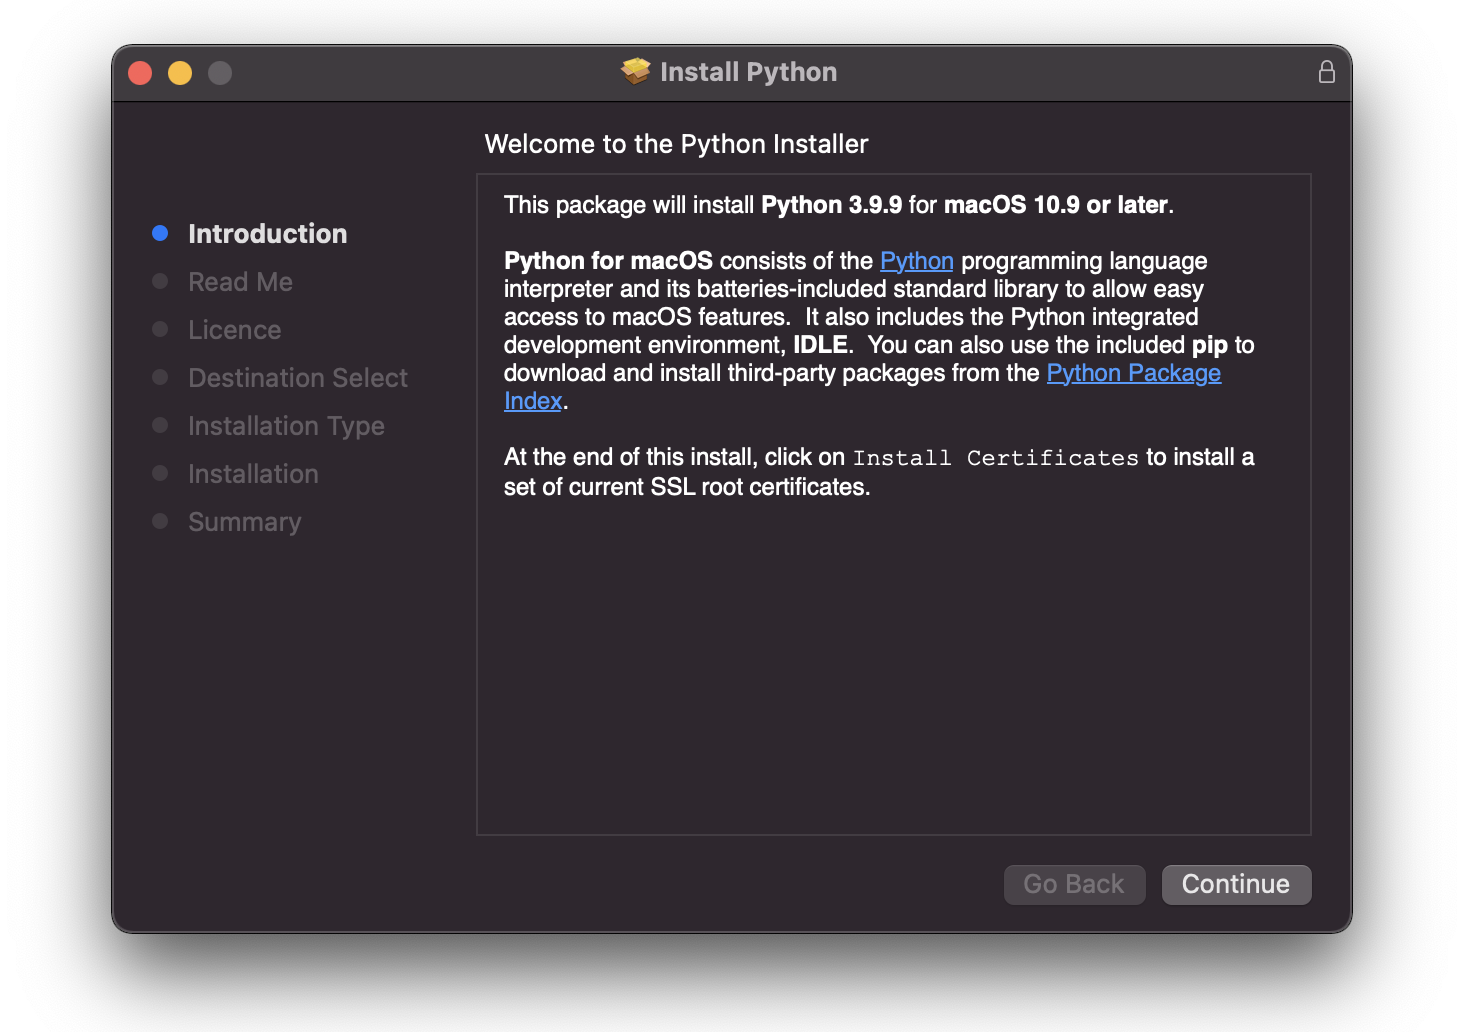 Install Python
Welcome to the Python Installer
Introduction
Read Me
Licence
Destination Select
Installation Type
Installation
Summary
This package will install Python 3.9.9 for macOS 10.9 or later.
Python for macOS consists of the Python programming language
interpreter and its batteries-included standard library to allow easy
access to macOS features.  It also includes the Python integrated
development environment, IDLE.  You can also use the included pip to
download and install third-party packages from the Python Package
Index.
At the end of this install, click on Install Certificates to install a
set of current SSL root certificates.
Go Back
Continue